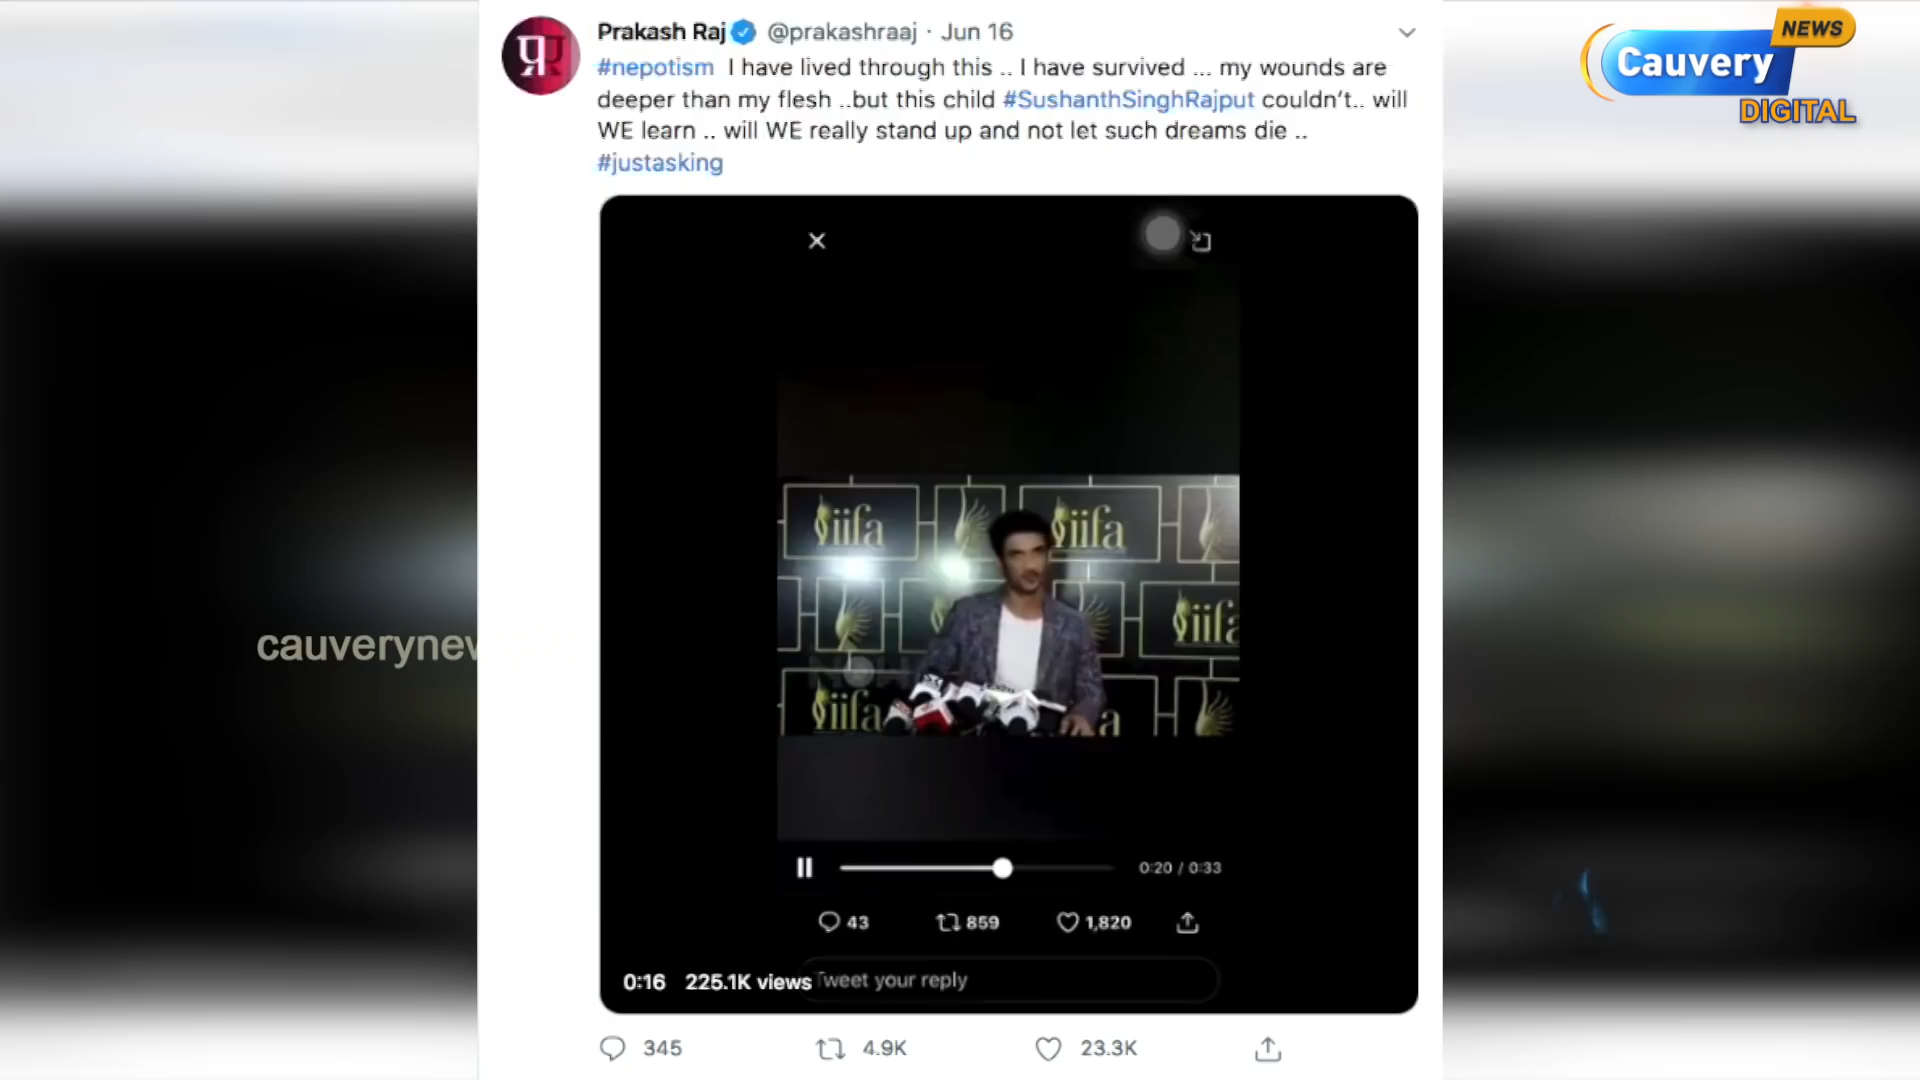 Prakash Raj @prakashraaj · Jun 16
#nepotism I have lived through this .. I have survived ... my wounds are
deeper than my flesh ..but this child #SushanthSinghRajput couldn't.. will
WE learn .. will WE really stand up and not let such dreams die ..
#justasking
NEWS
Cauvery
DIGITAL
iifa
iifa
iifa
iifa
cauverynew
0:20 / 0:33
43 859 1,820
0:16 225.1K views
Tweet your reply
345 4.9K 23.3K